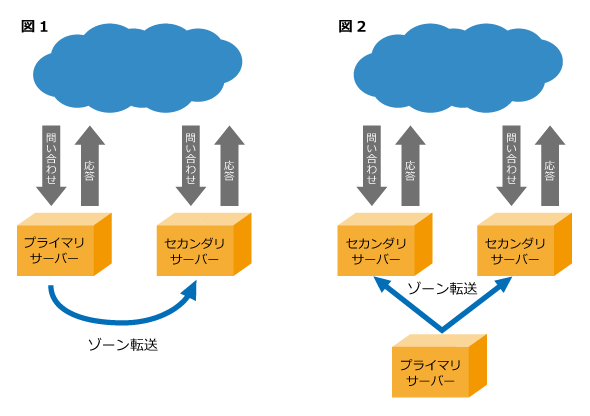 図1
問い合わせ
応答
問い合わせ
応答
プライマリ
サーバー
セカンダリ
サーバー
ゾーン転送
図2
問い合わせ
応答
問い合わせ
応答
セカンダリ
サーバー
セカンダリ
サーバー
ゾーン転送
プライマリ
サーバー